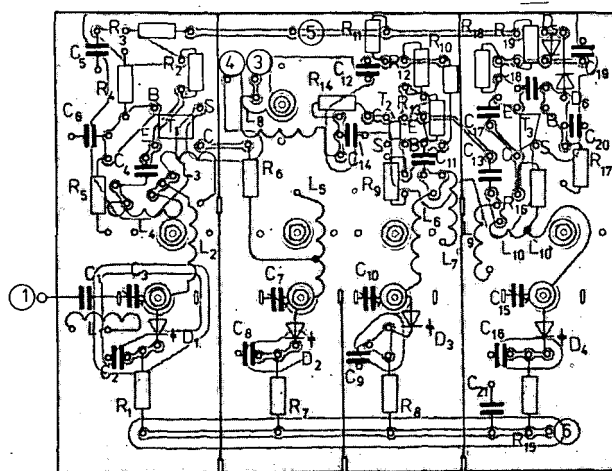 R3
5
R11
R18
R19
D5
C5
R2
4
3
R10
C19
R4
R14
C12
R12
D6
C6
B
S
L8
T2
R13
C17
E
T3
B
E
T1
C
C4
C14
S
E
B
C11
C13
C
S
C20
L3
R5
R6
R9
R16
R17
L5
L6
L4
L2
L7
L9
L10
L10
1
C
C3
C7
C10
C15
L
D1
C8
D3
C16
C2
D2
C9
D4
R1
R7
R8
C21
R15
6